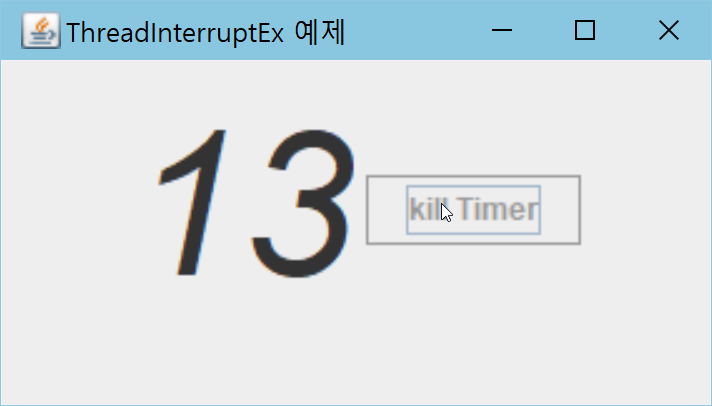 ThreadInterruptEx 예제
13
kill Timer